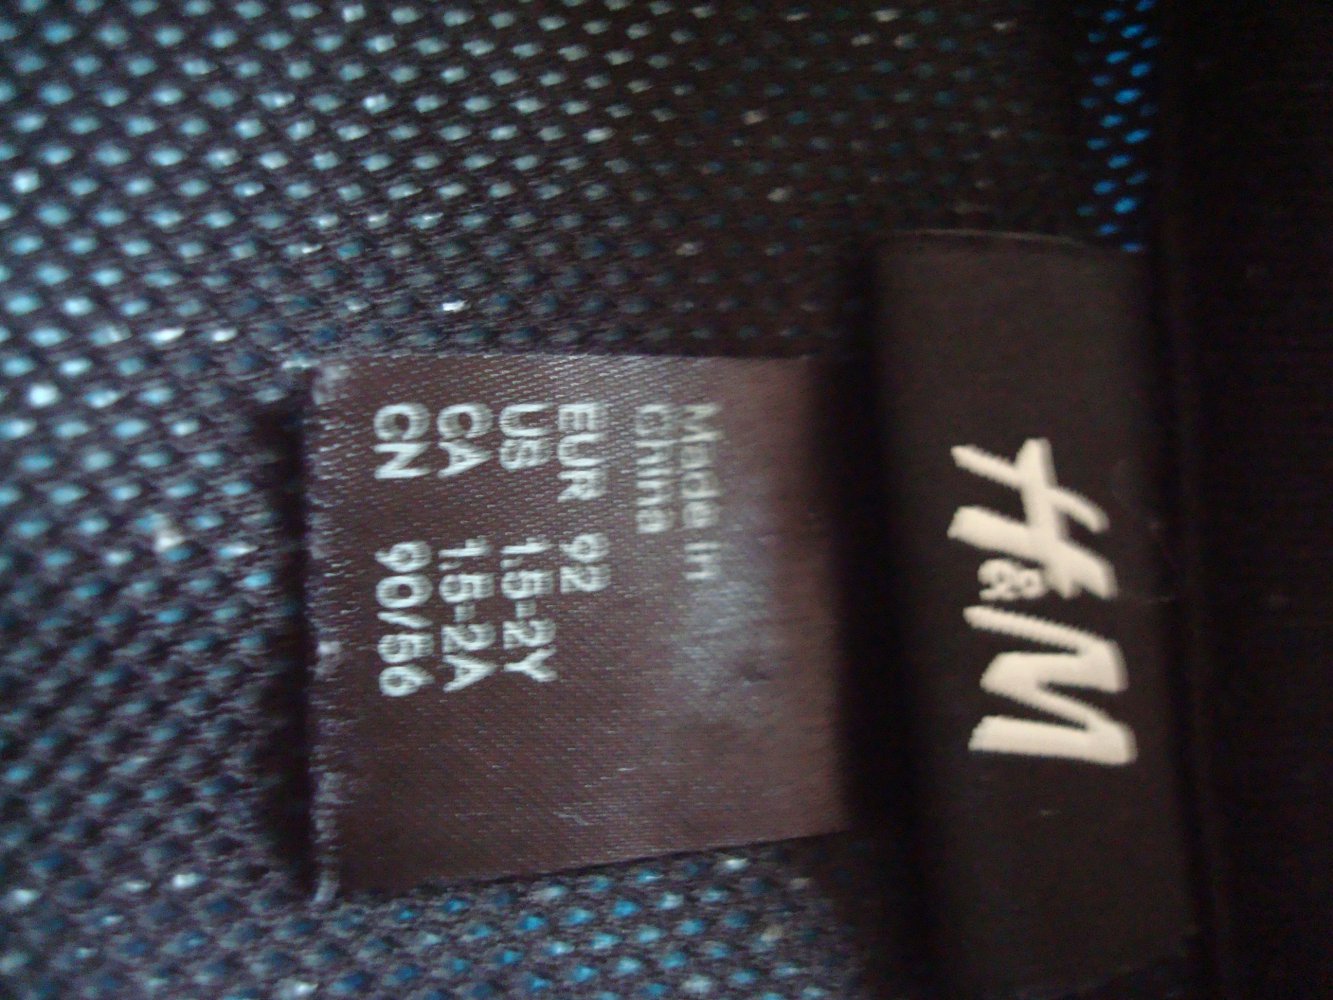 H&M
Made in
China
EUR 92
US 1.5-2Y
CA 1.5-2A
CN 90/56